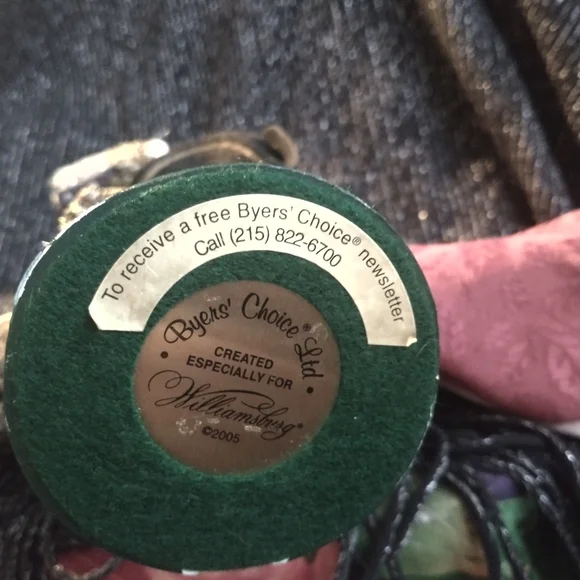 To receive a free Byers' Choice® newsletter
Call (215) 822-6700
Byers' Choice® Ltd
CREATED
ESPECIALLY FOR
Williamsburg®
©2005